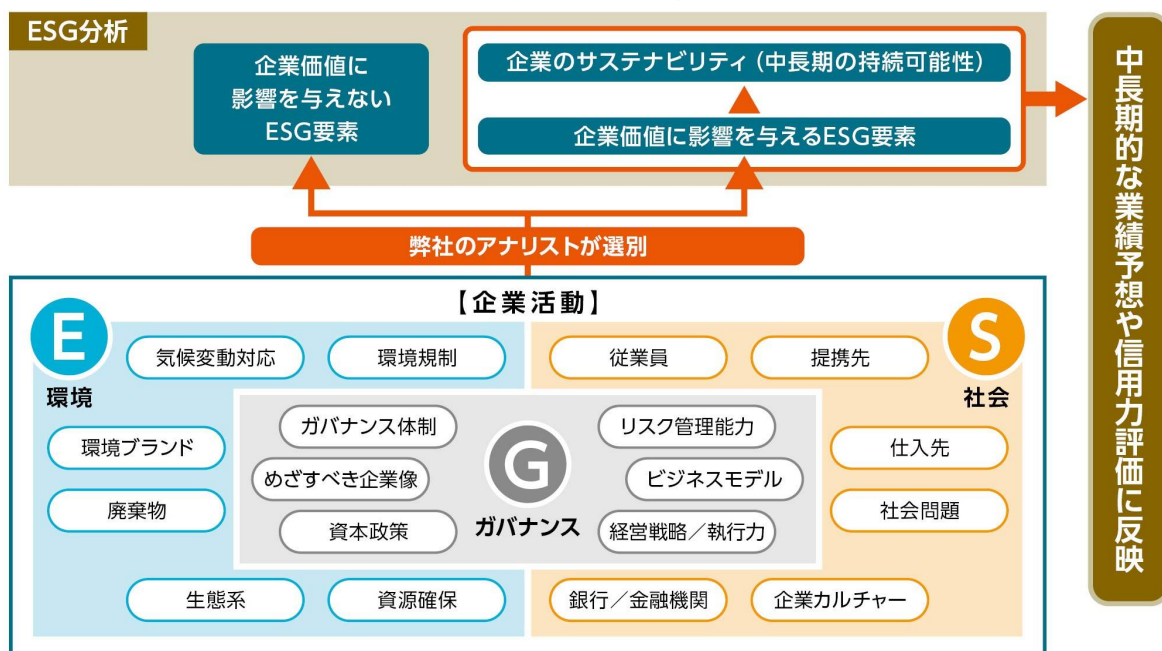 ESG分析
企業価値に
影響を与えない
ESG要素
企業のサステナビリティ（中長期の持続可能性）
企業価値に影響を与えるESG要素
中長期的な業績予想や信用力評価に反映
弊社のアナリストが選別
【企業活動】
E
環境
気候変動対応
環境規制
環境ブランド
廃棄物
生態系
資源確保
ガバナンス体制
めざすべき企業像
資本政策
G
ガバナンス
リスク管理能力
ビジネスモデル
経営戦略／執行力
従業員
提携先
S
社会
仕入先
社会問題
銀行／金融機関
企業カルチャー